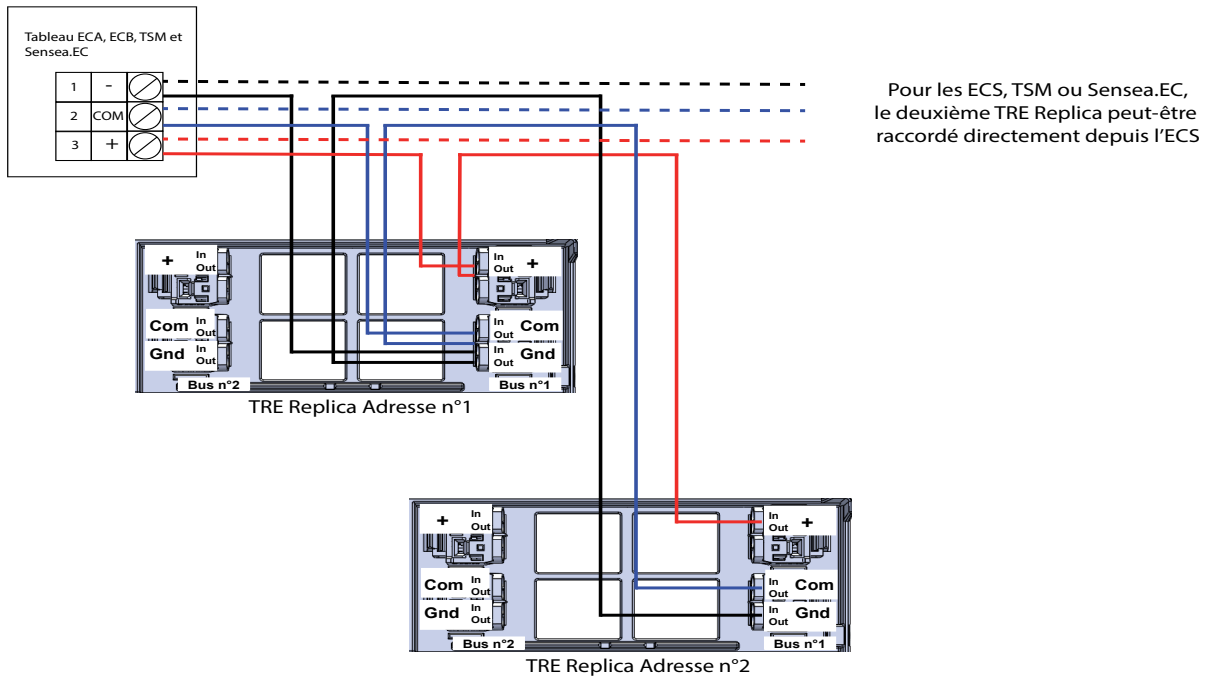 Tableau ECA, ECB, TSM et
Sensea.EC
1 -
2 COM
3 +
Pour les ECS, TSM ou Sensea.EC,
le deuxième TRE Replica peut-être
raccordé directement depuis l'ECS
+ In
Out
Com In
Out
Gnd In
Out
Bus n°2
In +
Out
In Com
Out
In Gnd
Out
Bus n°1
TRE Replica Adresse n°1
+ In
Out
Com In
Out
Gnd In
Out
Bus n°2
In +
Out
In Com
Out
In Gnd
Out
Bus n°1
TRE Replica Adresse n°2